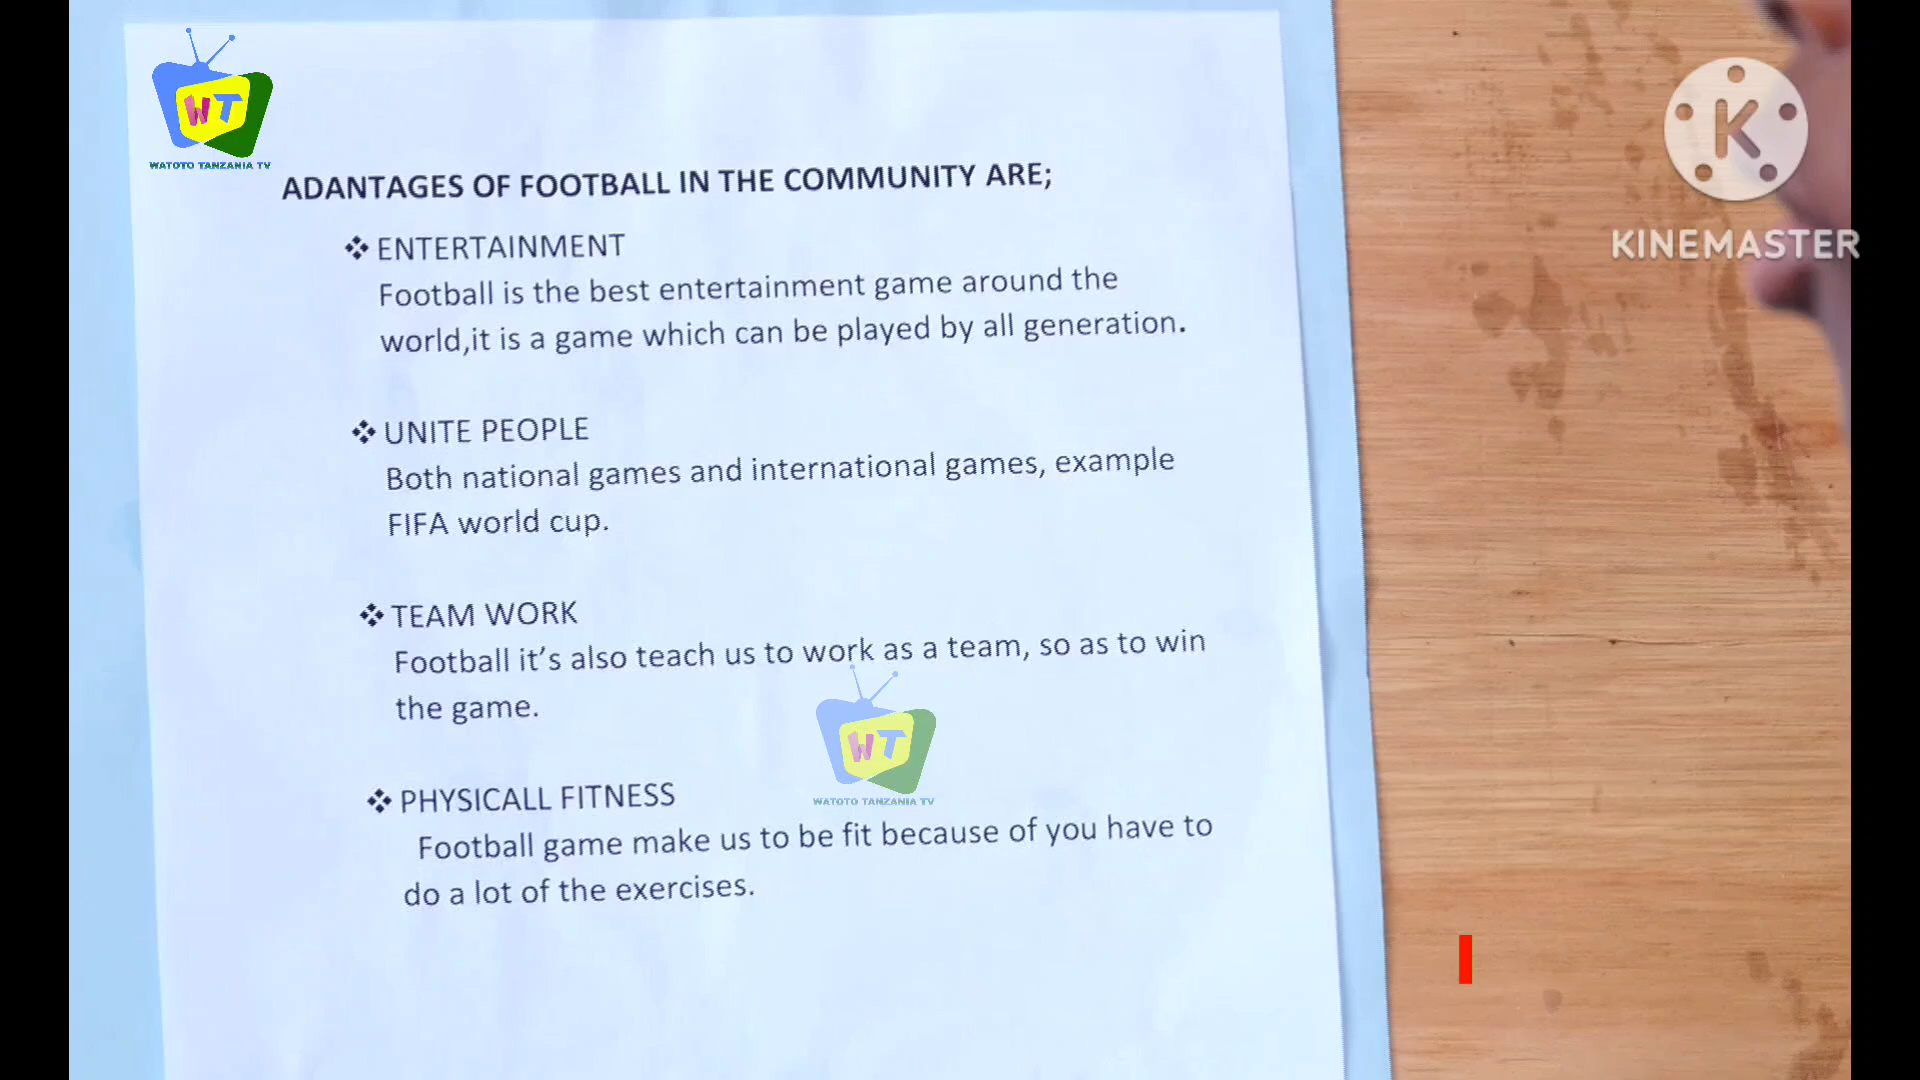 WT
WATOTO TANZANIA TV
K
KINEMASTER
ADANTAGES OF FOOTBALL IN THE COMMUNITY ARE;
❖ ENTERTAINMENT
Football is the best entertainment game around the
world,it is a game which can be played by all generation.
❖ UNITE PEOPLE
Both national games and international games, example
FIFA world cup.
❖ TEAM WORK
Football it's also teach us to work as a team, so as to win
the game.
WT
WATOTO TANZANIA TV
❖ PHYSICALL FITNESS
Football game make us to be fit because of you have to
do a lot of the exercises.